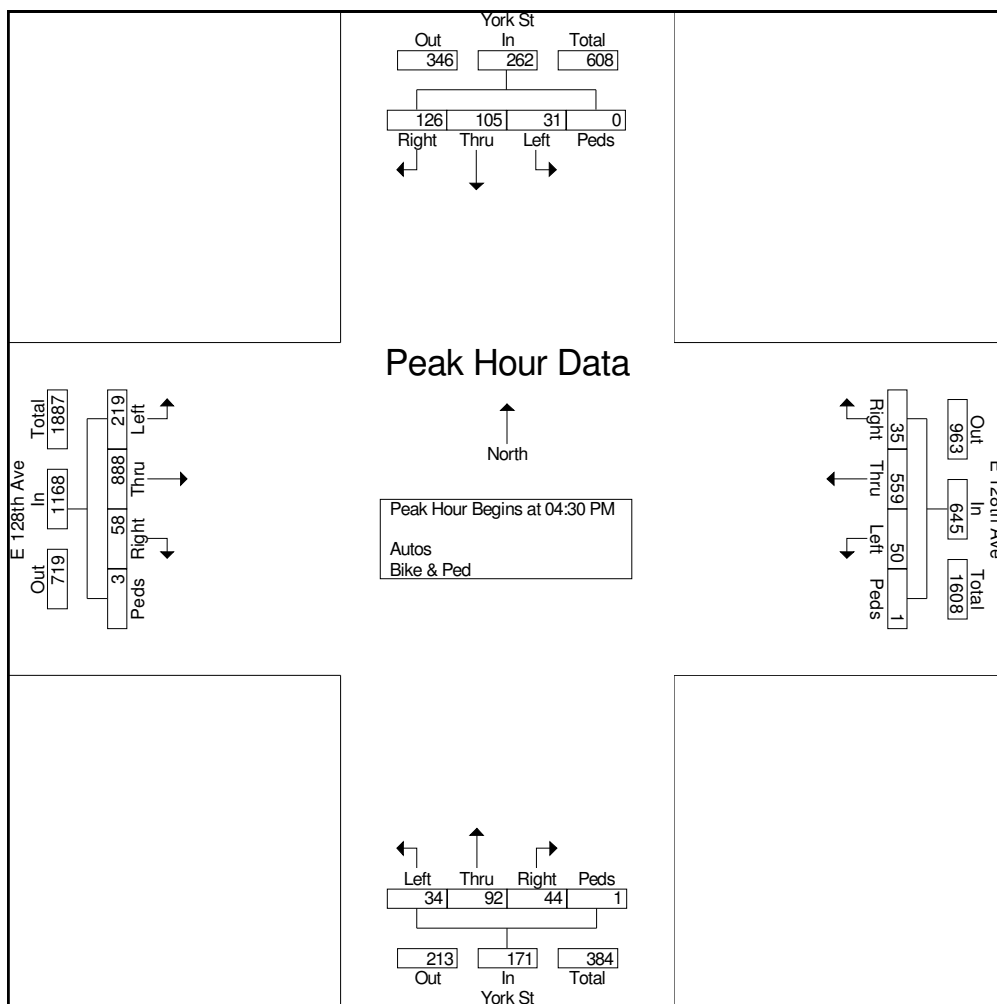 York St
Out In Total
346 262 608
126 105 31 0
Right Thru Left Peds
Peak Hour Data
North
Peak Hour Begins at 04:30 PM
Autos
Bike & Ped
E 128th Ave
Out In Total
719 1168 1887
Left Thru Right Peds
219 888 58 3
E 128th Ave
Out In Total
963 645 1608
Right Thru Left Peds
35 559 50 1
Left Thru Right Peds
34 92 44 1
213 171 384
Out In Total
York St